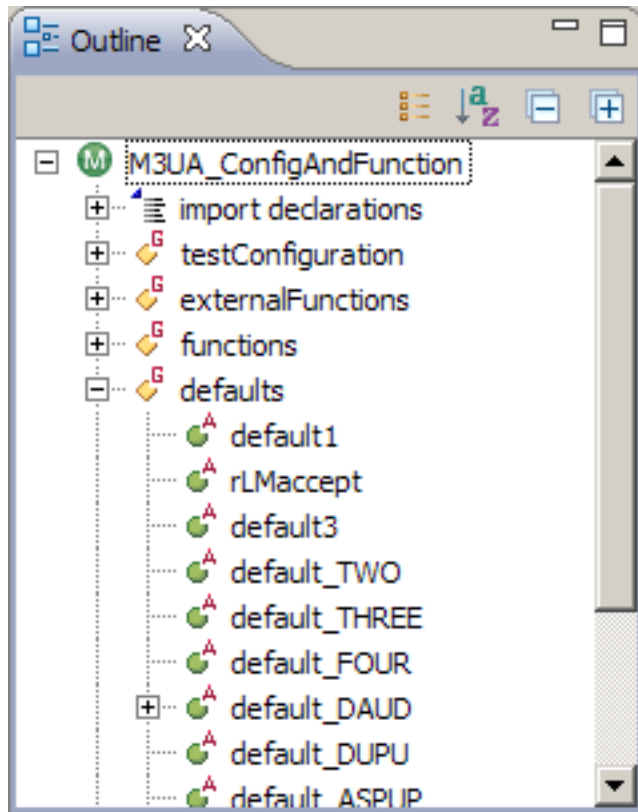 Outline
M3UA_ConfigAndFunction
import declarations
testConfiguration
externalFunctions
functions
defaults
default1
rLMaccept
default3
default_TWO
default_THREE
default_FOUR
default_DAUD
default_DUPU
default_ASPUP